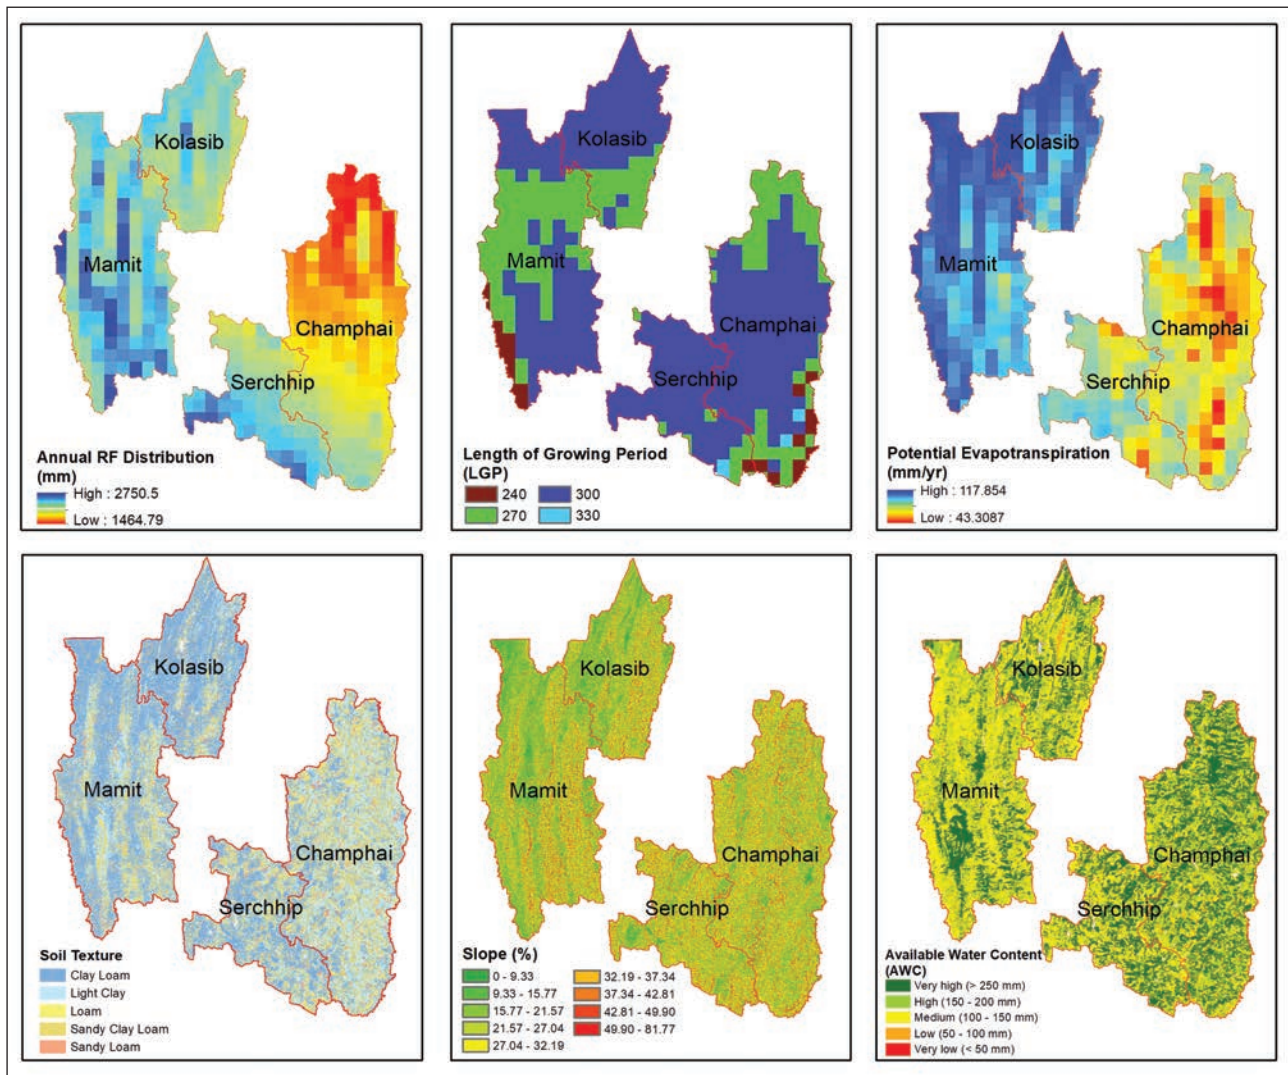 Kolasib
Mamit
Champhai
Serchhip
Annual RF Distribution
(mm)
High : 2750.5
Low : 1464.79
Kolasib
Mamit
Champhai
Serchhip
Length of Growing Period
(LGP)
240 300
270 330
Kolasib
Mamit
Champhai
Serchhip
Potential Evapotranspiration
(mm/yr)
High : 117.854
Low : 43.3087
Kolasib
Mamit
Champhai
Serchhip
Soil Texture
Clay Loam
Light Clay
Loam
Sandy Clay Loam
Sandy Loam
Kolasib
Mamit
Champhai
Serchhip
Slope (%)
0 - 9.33 32.19 - 37.34
9.33 - 15.77 37.34 - 42.81
15.77 - 21.57 42.81 - 49.90
21.57 - 27.04 49.90 - 81.77
27.04 - 32.19
Kolasib
Mamit
Champhai
Serchhip
Available Water Content
(AWC)
Very high (> 250 mm)
High (150 - 200 mm)
Medium (100 - 150 mm)
Low (50 - 100 mm)
Very low (< 50 mm)